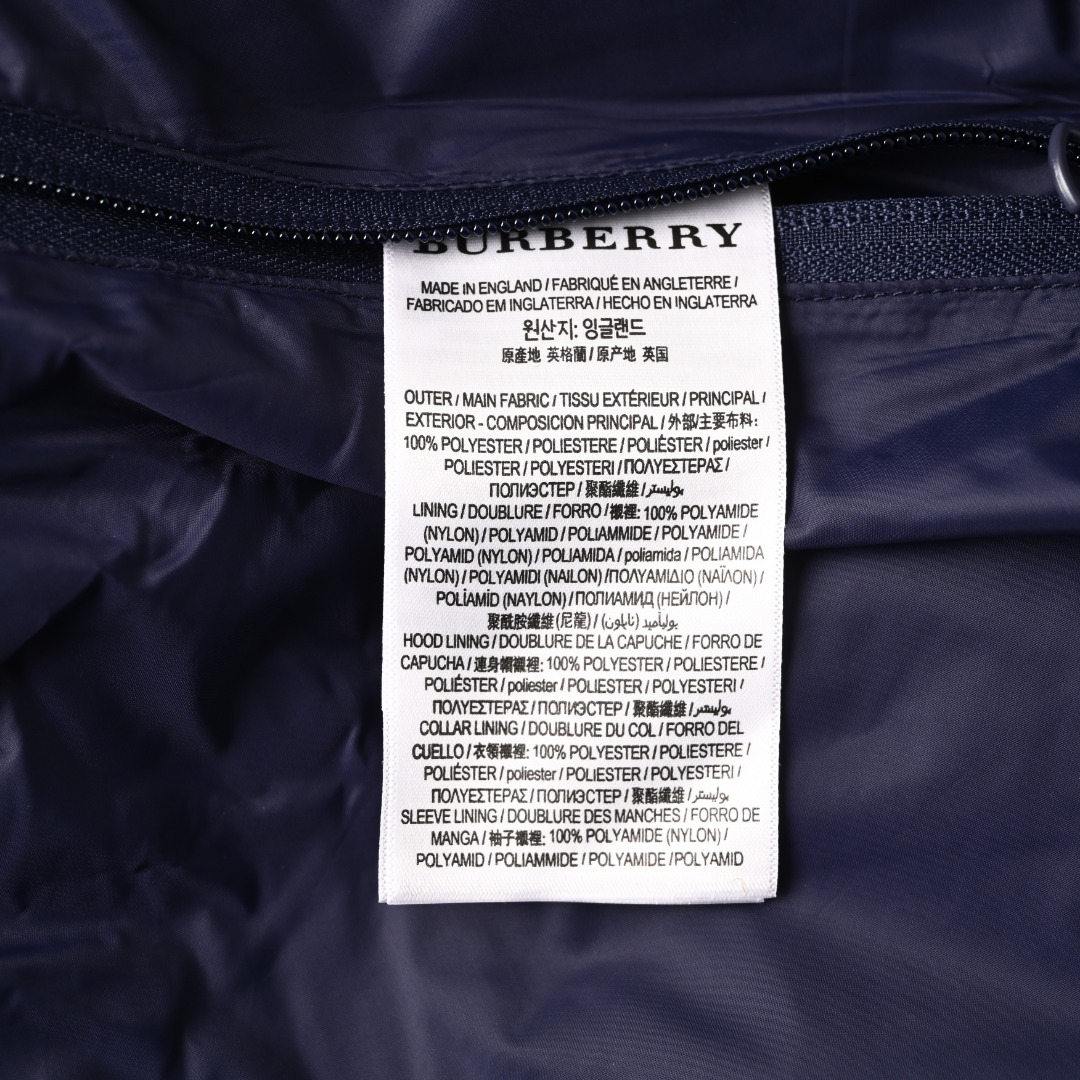 BURBERRY
MADE IN ENGLAND / FABRIQUÉ EN ANGLETERRE /
FABRICADO EM INGLATERRA / HECHO EN INGLATERRA
원산지: 잉글랜드
原產地 英格蘭 / 原产地 英国
OUTER / MAIN FABRIC / TISSU EXTÉRIEUR / PRINCIPAL /
EXTERIOR - COMPOSICION PRINCIPAL / 外部/主要布料:
100% POLYESTER / POLIESTERE / POLIÉSTER / poliester /
POLIESTER / POLYESTERI / ΠΟΛΥΕΣΤΕΡΑΣ /
ПОЛИЭСТЕР / 聚酯纖維 / بوليستر
LINING / DOUBLURE / FORRO / 襯裡: 100% POLYAMIDE
(NYLON) / POLYAMID / POLIAMMIDE / POLYAMIDE /
POLYAMID (NYLON) / POLIAMIDA / poliamida / POLIAMIDA
(NYLON) / POLYAMIDI (NAILON) / ΠΟΛΥΑΜΙΔΙΟ (ΝΑΪΛΟΝ) /
POLİAMİD (NAYLON) / ПОЛИАМИД (НЕЙЛОН) /
聚酰胺纖維 (尼龍) / بولياميد (نايلون)
HOOD LINING / DOUBLURE DE LA CAPUCHE / FORRO DE
CAPUCHA / 連身帽襯裡: 100% POLYESTER / POLIESTERE /
POLIÉSTER / poliester / POLIESTER / POLYESTERI /
ΠΟΛΥΕΣΤΕΡΑΣ / ПОЛИЭСТЕР / 聚酯纖維 / بوليستر
COLLAR LINING / DOUBLURE DU COL / FORRO DEL
CUELLO / 衣領襯裡: 100% POLYESTER / POLIESTERE /
POLIÉSTER / poliester / POLIESTER / POLYESTERI /
ΠΟΛΥΕΣΤΕΡΑΣ / ПОЛИЭСТЕР / 聚酯纖維 / بوليستر
SLEEVE LINING / DOUBLURE DES MANCHES / FORRO DE
MANGA / 袖子襯裡: 100% POLYAMIDE (NYLON) /
POLYAMID / POLIAMMIDE / POLYAMIDE / POLYAMID